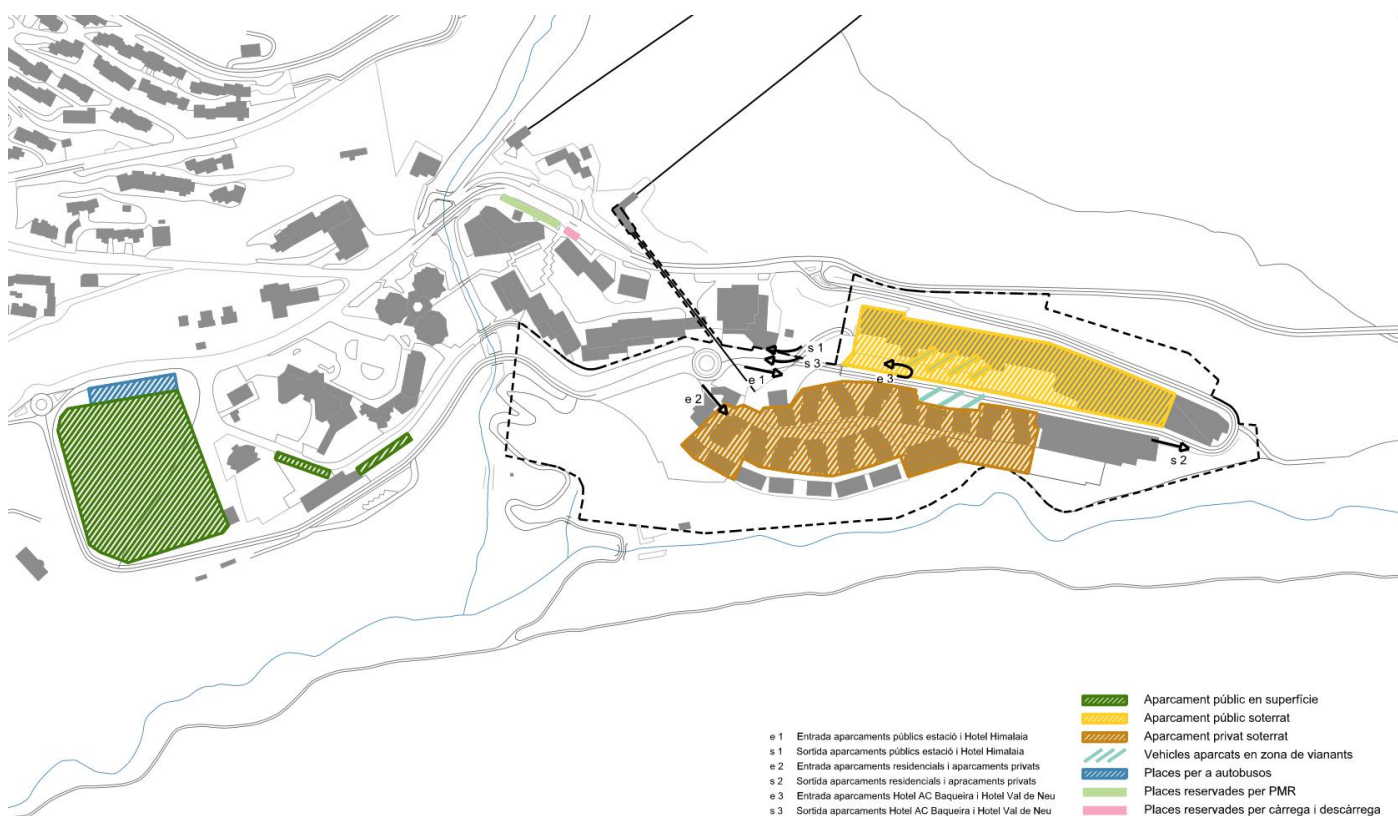 s 1
s 3
e 1
e 3
e 2
s 2
e 1 Entrada aparcaments públics estació i Hotel Himalaia
s 1 Sortida aparcaments públics estació i Hotel Himalaia
e 2 Entrada aparcaments residencials i aparcaments privats
s 2 Sortida aparcaments residencials i apracaments privats
e 3 Entrada aparcaments Hotel AC Baqueira i Hotel Val de Neu
s 3 Sortida aparcaments Hotel AC Baqueira i Hotel Val de Neu
Aparcament públic en superfície
Aparcament públic soterrat
Aparcament privat soterrat
Vehicles aparcats en zona de vianants
Places per a autobusos
Places reservades per PMR
Places reservades per càrrega i descàrrega